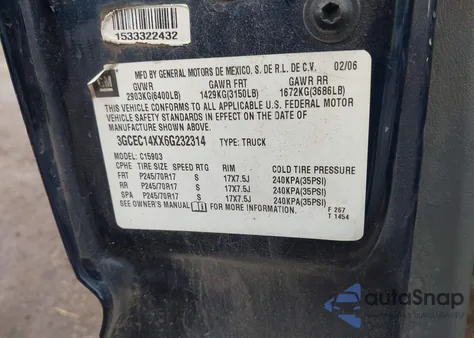 1533322432
GM
MFD BY GENERAL MOTORS DE MEXICO, S. DE R.L. DE C.V. 02/06
GVWR GAWR FRT GAWR RR
2903KG(6400LB) 1429KG(3150LB) 1672KG(3686LB)
THIS VEHICLE CONFORMS TO ALL APPLICABLE U.S. FEDERAL MOTOR
VEHICLE SAFETY STANDARDS IN EFFECT ON THE DATE OF
MANUFACTURE SHOWN ABOVE.
3GCEC14XX6G232314 TYPE: TRUCK
MODEL: C15903
CPHE TIRE SIZE SPEED RTG RIM COLD TIRE PRESSURE
FRT P245/70R17 S 17X7.5J 240KPA(35PSI)
RR P245/70R17 S 17X7.5J 240KPA(35PSI)
SPA P245/70R17 S 17X7.5J 240KPA(35PSI)
SEE OWNER'S MANUAL FOR MORE INFORMATION.
F 267
T 1454
autoSnap